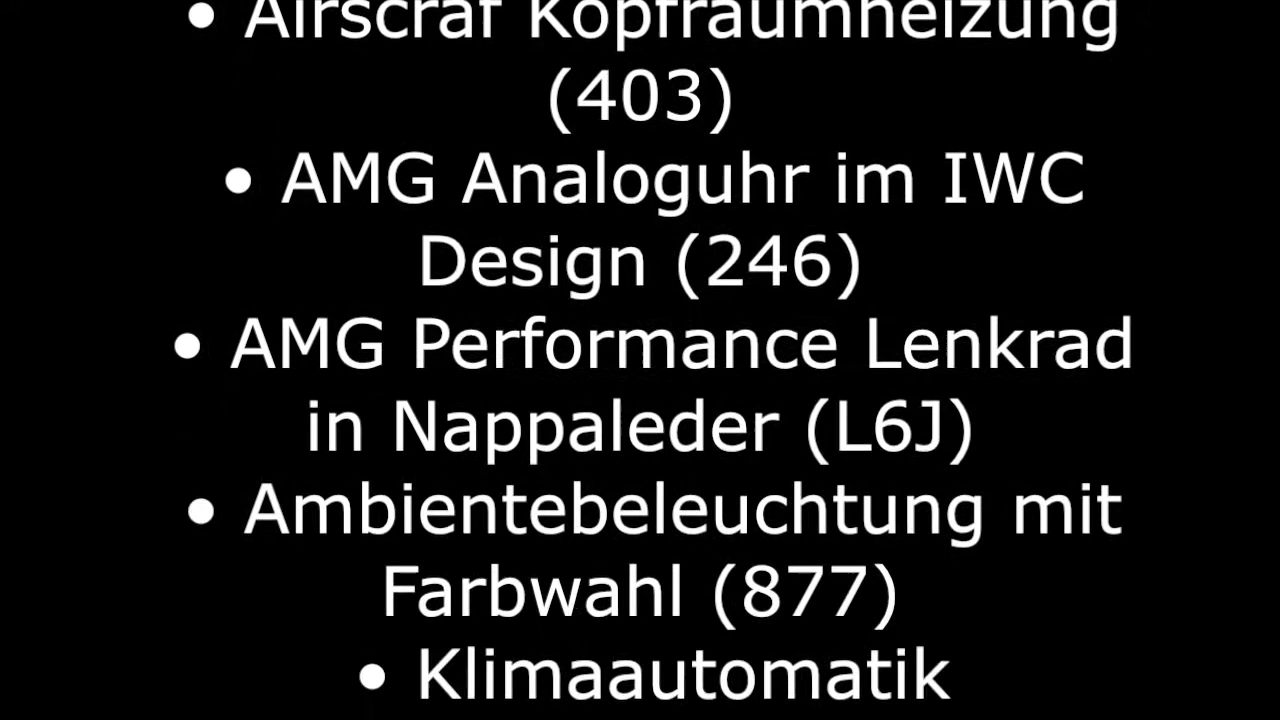 • Airscraf Kopfraumheizung
(403)
• AMG Analoguhr im IWC
Design (246)
• AMG Performance Lenkrad
in Nappaleder (L6J)
• Ambientebeleuchtung mit
Farbwahl (877)
• Klimaautomatik